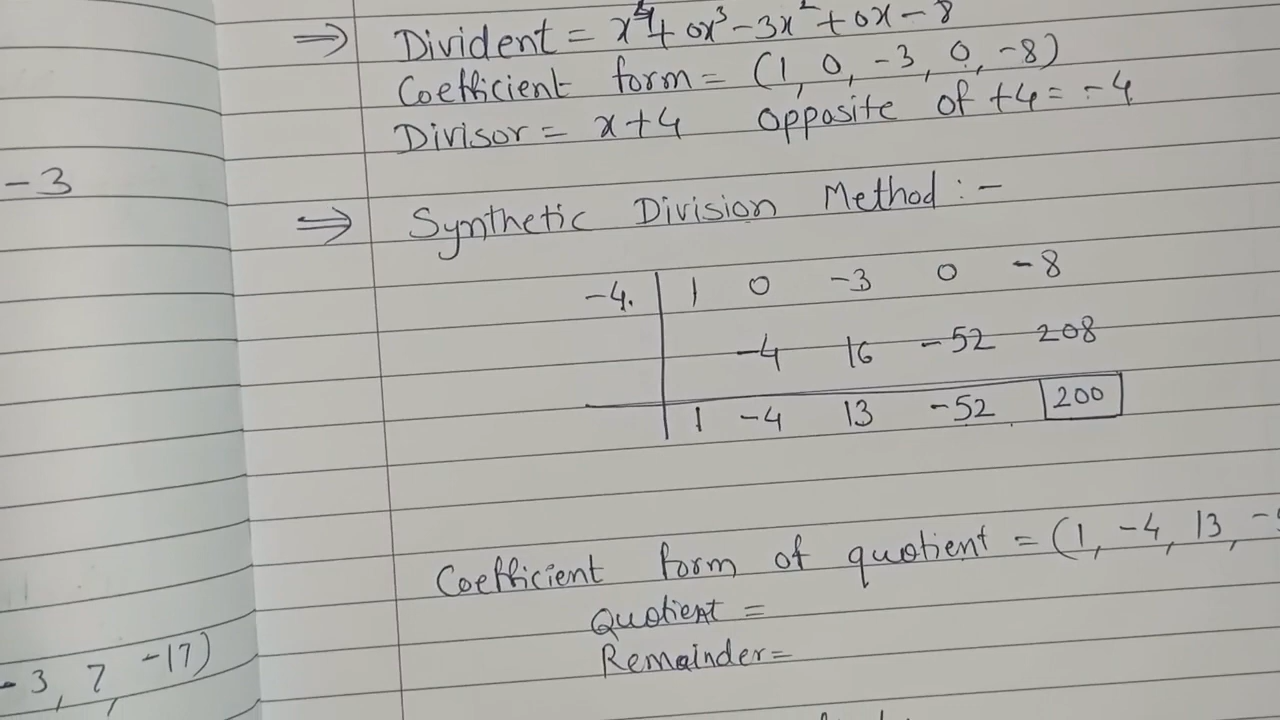 ⇒ Divident = x⁴ + 0x³ - 3x² + 0x - 8
Coefficient form = (1, 0, -3, 0, -8)
Divisor = x+4 opposite of +4 = -4
-3
⇒ Synthetic Division Method :-
-4. 1 0 -3 0 -8
-4 16 -52 208
1 -4 13 -52 200
Coefficient form of quotient = (1, -4, 13, -
Quotient =
Remainder=
-3, 7, -17)